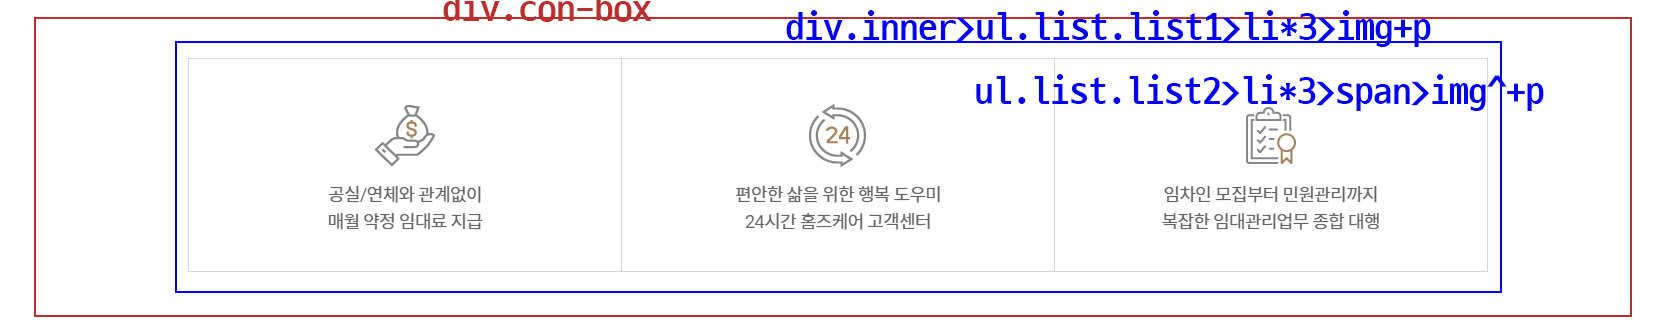 div.con-box
div.inner>ul.list.list1>li*3>img+p
ul.list.list2>li*3>span>img^+p
$
공실/연체와 관계없이
매월 약정 임대료 지급
24
편안한 삶을 위한 행복 도우미
24시간 홈즈케어 고객센터
임차인 모집부터 민원관리까지
복잡한 임대관리업무 종합 대행